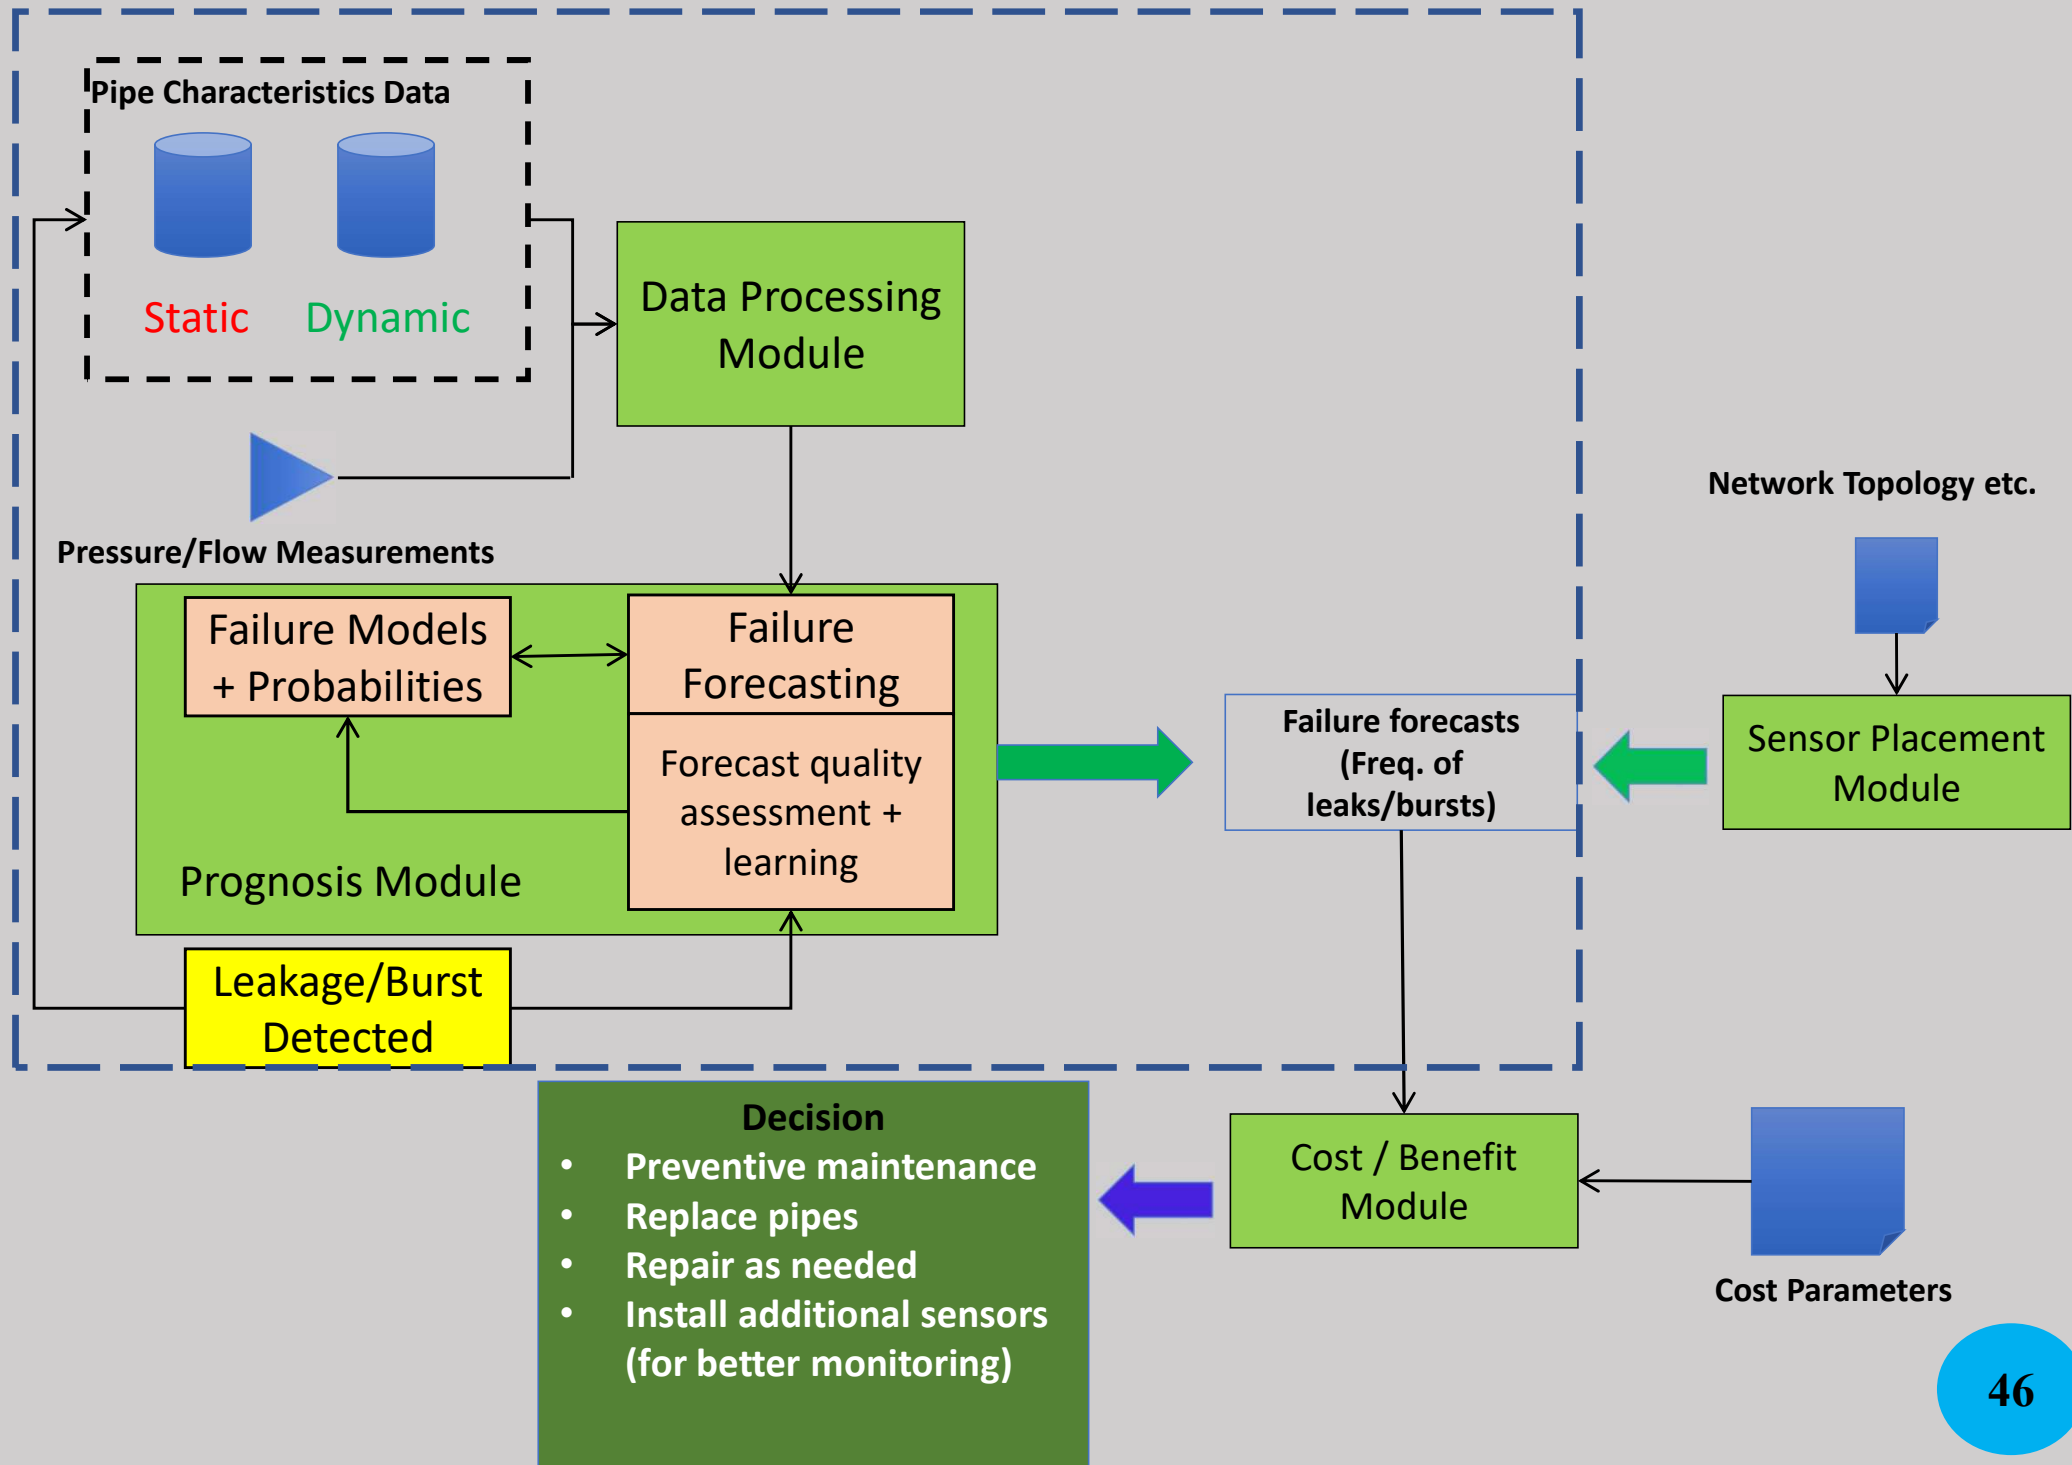 Pipe Characteristics Data
Static
Dynamic
Data Processing
Module
Pressure/Flow Measurements
Network Topology etc.
Failure Models
+ Probabilities
Failure
Forecasting
Forecast quality
assessment +
learning
Prognosis Module
Failure forecasts
(Freq. of
leaks/bursts)
Sensor Placement
Module
Leakage/Burst
Detected
Decision
• Preventive maintenance
• Replace pipes
• Repair as needed
• Install additional sensors
(for better monitoring)
Cost / Benefit
Module
Cost Parameters
46